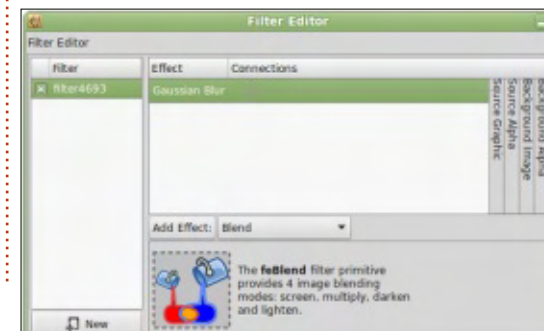 Filter Editor
Filter Editor
Filter
Effect Connections
filter4693
Gaussian Blur
Source Graphic
Source Alpha
Background Image
Background Alpha
Add Effect: Blend
The feBlend filter primitive
provides 4 image blending
modes: screen, multiply, darken
and lighten.
New